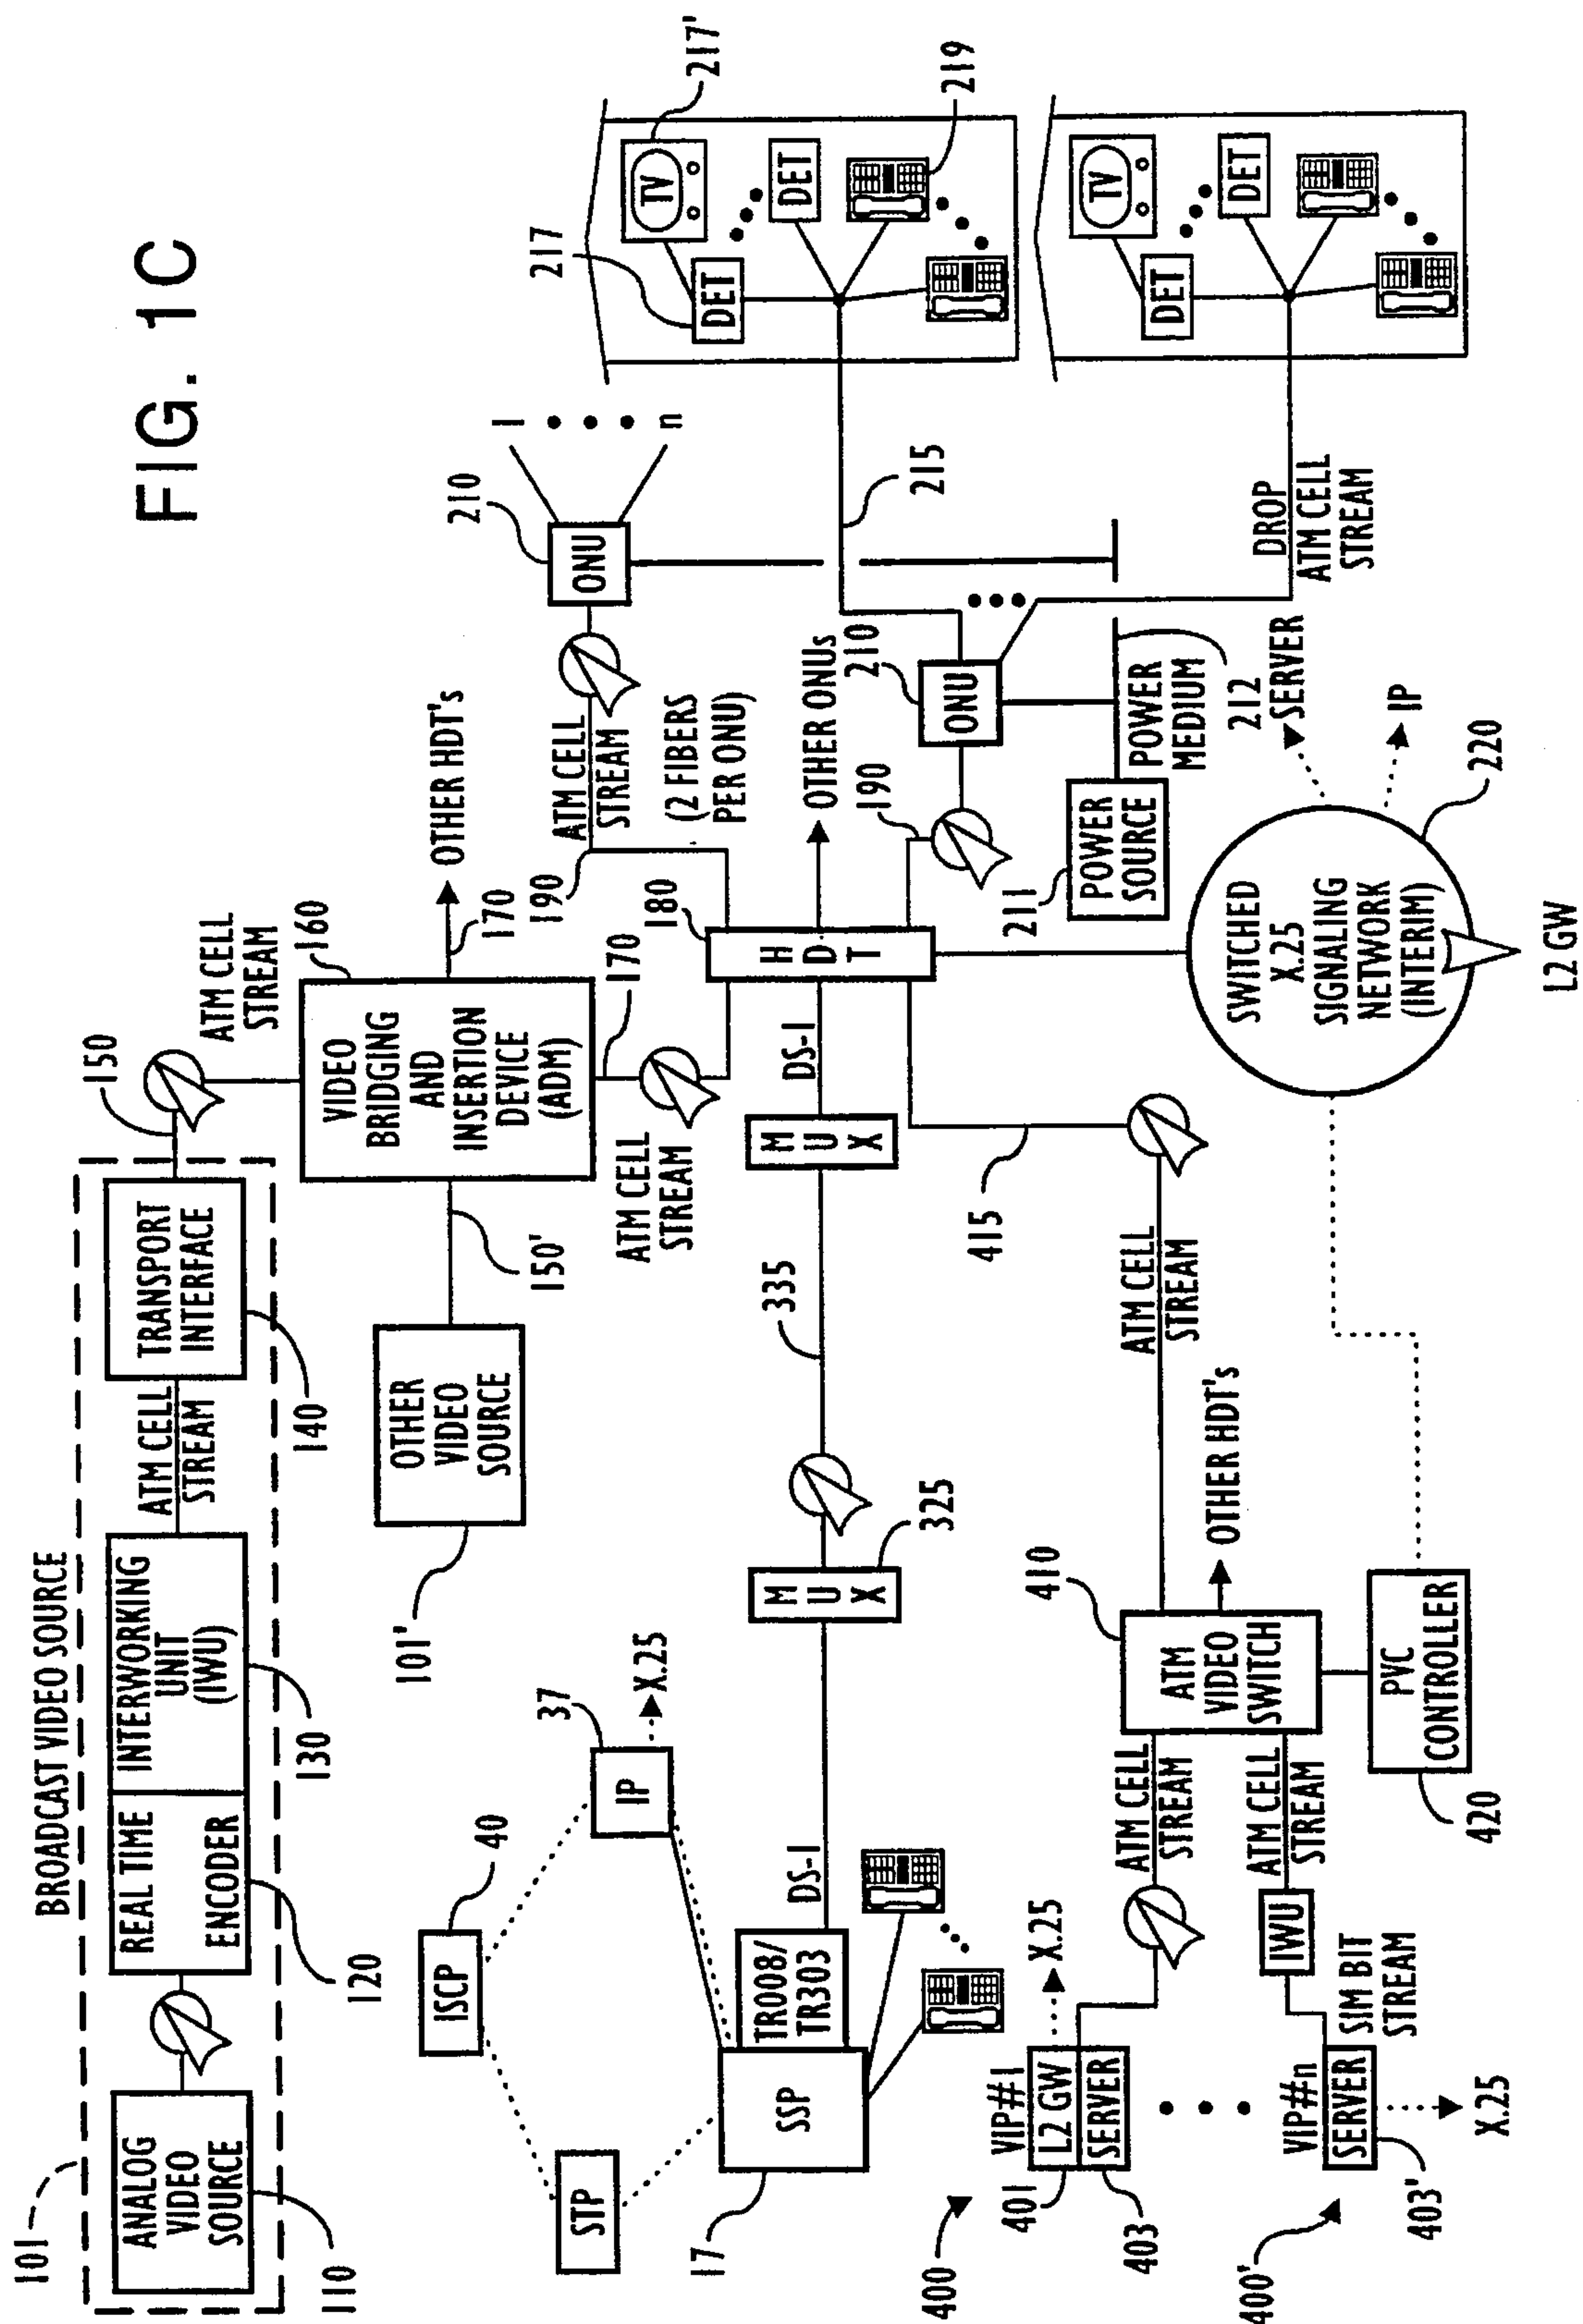 FIG. 1C
101
BROADCAST VIDEO SOURCE
ANALOG
VIDEO
SOURCE
110
REAL TIME
ENCODER
120
INTERWORKING
UNIT
(IWU)
130
ATM CELL
STREAM
TRANSPORT
INTERFACE
140
150
ATM CELL
STREAM
OTHER
VIDEO
SOURCE
101'
150'
VIDEO
BRIDGING
AND
INSERTION
DEVICE
(ADM)
160
170
OTHER HDT's
170
ATM CELL
STREAM
190
ATM CELL
STREAM
(2 FIBERS
PER ONU)
ONU
210
1
n
217
217'
TV
DET
DET
219
215
TV
DET
DET
DROP
ATM CELL
STREAM
ISCP
40
STP
IP
37
X.25
SSP
17
TR008/
TR303
DS-1
MUX
325
335
MUX
DS-1
HDT
180
OTHER ONUs
190
ONU
210
POWER
SOURCE
211
POWER
MEDIUM
212
SERVER
IP
SWITCHED
X.25
SIGNALING
NETWORK
(INTERIM)
220
L2 GW
415
ATM CELL
STREAM
400
VIP#1
L2 GW
SERVER
401
403
X.25
ATM CELL
STREAM
400'
VIP#n
SERVER
403'
X.25
SIM BIT
STREAM
IWU
ATM CELL
STREAM
ATM
VIDEO
SWITCH
410
OTHER HDT's
PVC
CONTROLLER
420